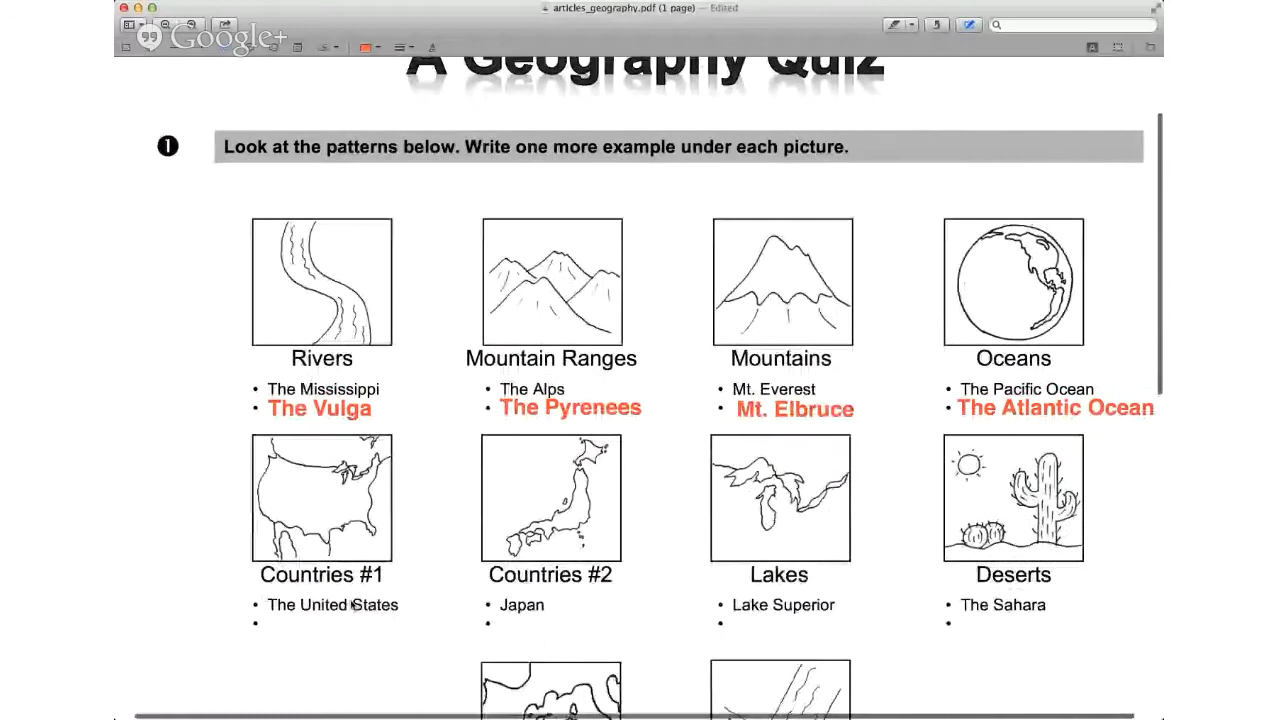 articles_geography.pdf (1 page) — Edited
Google+
A Geography Quiz
1 Look at the patterns below. Write one more example under each picture.
Rivers
• The Mississippi
• The Vulga
Mountain Ranges
• The Alps
• The Pyrenees
Mountains
• Mt. Everest
• Mt. Elbruce
Oceans
• The Pacific Ocean
• The Atlantic Ocean
Countries #1
• The United States
•
Countries #2
• Japan
•
Lakes
• Lake Superior
•
Deserts
• The Sahara
•